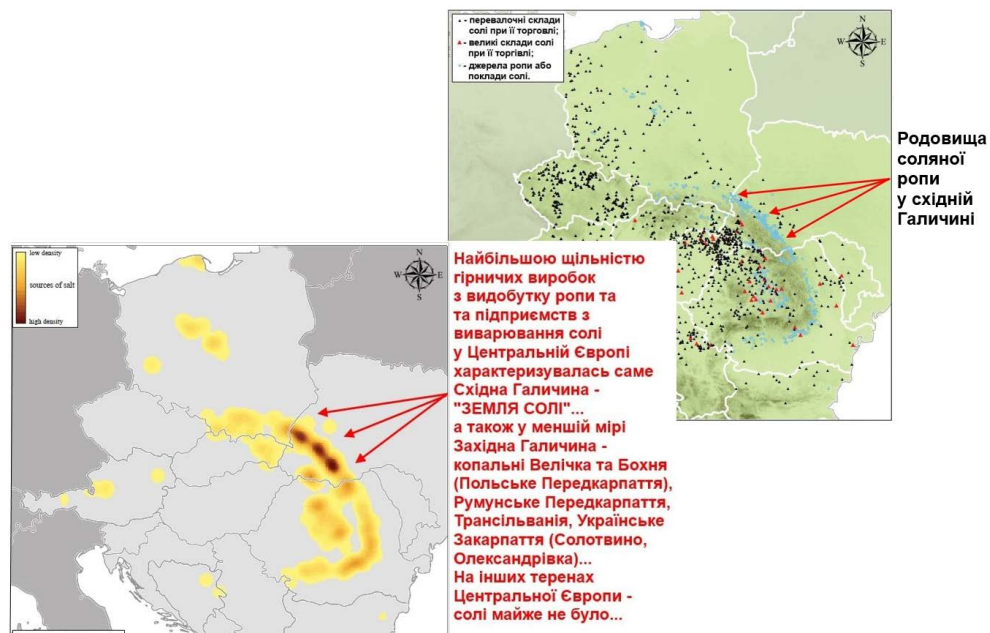 - перевалочні склади
солі при її торговлі;
- великі склади солі
при її торгівлі;
- джерела ропи або
поклади солі.
N
W
E
S
Родовища
соляної
ропи
у східній
Галичині
low density
sources of salt
high density
N
W
E
S
Найбільшою щільністю
гірничих виробок
з видобутку ропи та
та підприємств з
виварювання солі
у Центральній Європі
характеризувалась саме
Східна Галичина -
"ЗЕМЛЯ СОЛІ"...
а також у меншій мірі
Західна Галичина -
копальні Велічка та Бохня
(Польське Передкарпаття),
Румунське Передкарпаття,
Трансільванія, Українське
Закарпаття (Солотвино,
Олександрівка)...
На інших теренах
Центральної Європи -
солі майже не було...